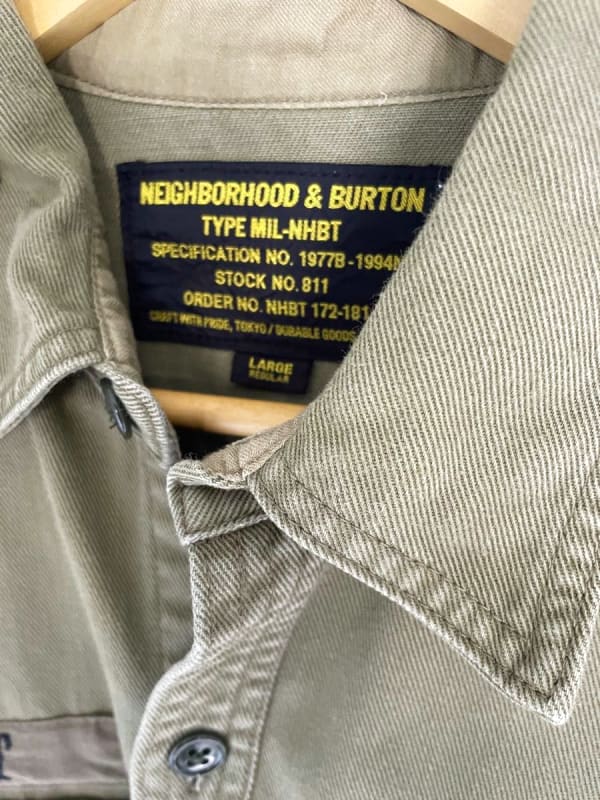 NEIGHBORHOOD & BURTON
TYPE MIL-NHBT
SPECIFICATION NO. 1977B-1994N
STOCK NO. 811
ORDER NO. NHBT 172-181
CRAFT WITH PRIDE, TOKYO / DURABLE GOODS
LARGE
REGULAR